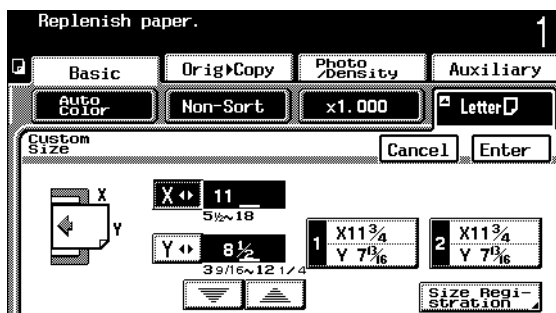 Replenish paper.
1
Basic
Orig▶Copy
Photo
/Density
Auxiliary
Auto
Color
Non-Sort
x1.000
Letter
Custom
Size
Cancel
Enter
X
Y
X
11
5½~18
Y
8½
3 9/16~12 1/4
1
X11¾
Y 7 13/16
2
X11¾
Y 7 13/16
Size Regi-
stration